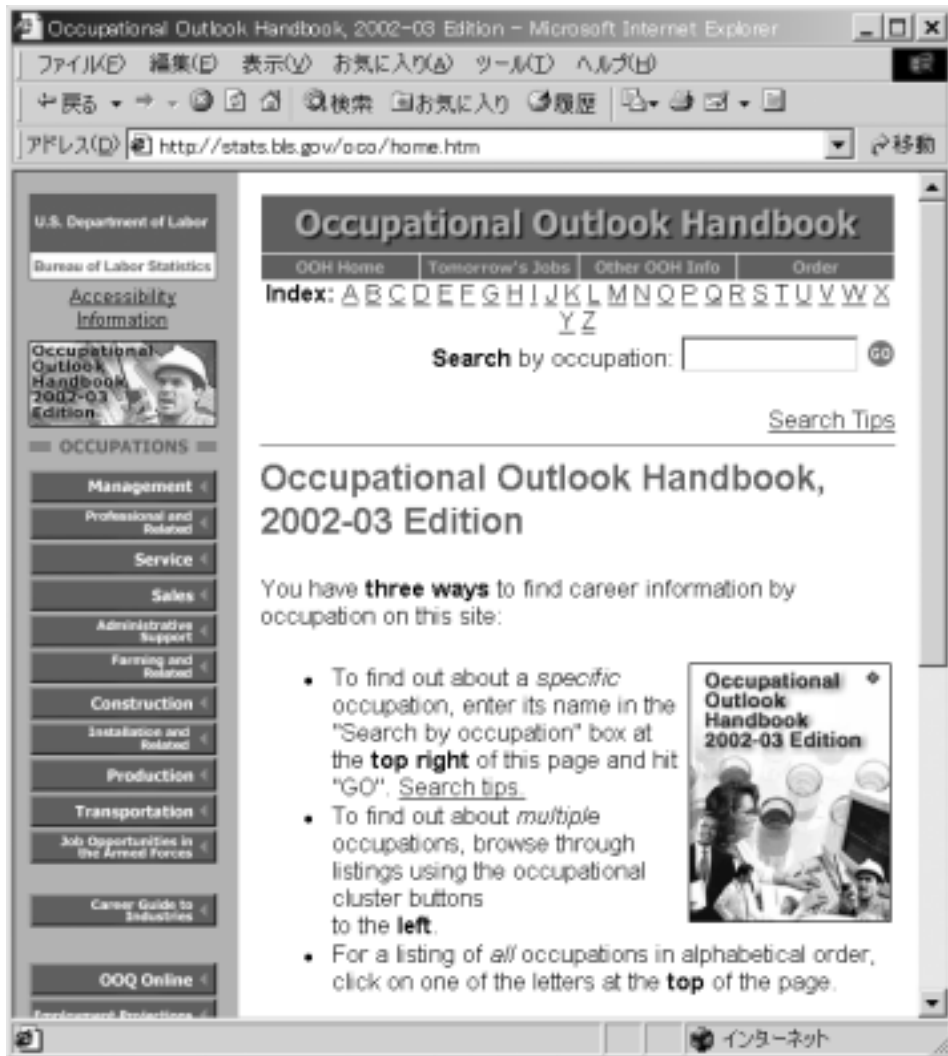 Occupational Outlook Handbook, 2002-03 Edition - Microsoft Internet Explorer
ファイル(F) 編集(E) 表示(V) お気に入り(A) ツール(T) ヘルプ(H)
戻る 検索 お気に入り 履歴
アドレス(D) http://stats.bls.gov/oco/home.htm 移動
U.S. Department of Labor
Bureau of Labor Statistics
Accessibility
Information
Occupational
Outlook
Handbook
2002-03
Edition
OCCUPATIONS
Management
Professional and
Related
Service
Sales
Administrative
Support
Farming and
Related
Construction
Installation and
Related
Production
Transportation
Job Opportunities in
the Armed Forces
Career Guide to
Industries
OOQ Online
Employment Projections
Occupational Outlook Handbook
OOH Home Tomorrow's Jobs Other OOH Info Order
Index: A B C D E F G H I J K L M N O P Q R S T U V W X
Y Z
Search by occupation: GO
Search Tips
Occupational Outlook Handbook,
2002-03 Edition
You have three ways to find career information by
occupation on this site:
• To find out about a specific
occupation, enter its name in the
"Search by occupation" box at
the top right of this page and hit
"GO". Search tips.
• To find out about multiple
occupations, browse through
listings using the occupational
cluster buttons
to the left.
• For a listing of all occupations in alphabetical order,
click on one of the letters at the top of the page.
Occupational
Outlook
Handbook
2002-03 Edition
インターネット